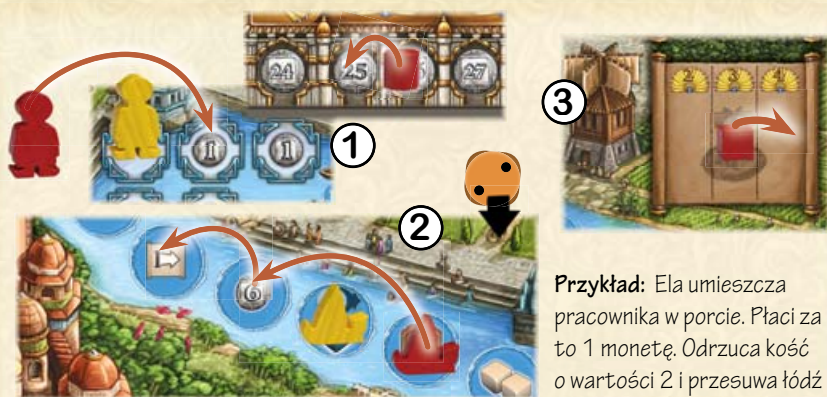 24 25 27
1 1
1
3
2 3 4
2
1
6
Przykład: Ela umieszcza
pracownika w porcie. Płaci za
to 1 monetę. Odrzuca kość
o wartości 2 i przesuwa łódź